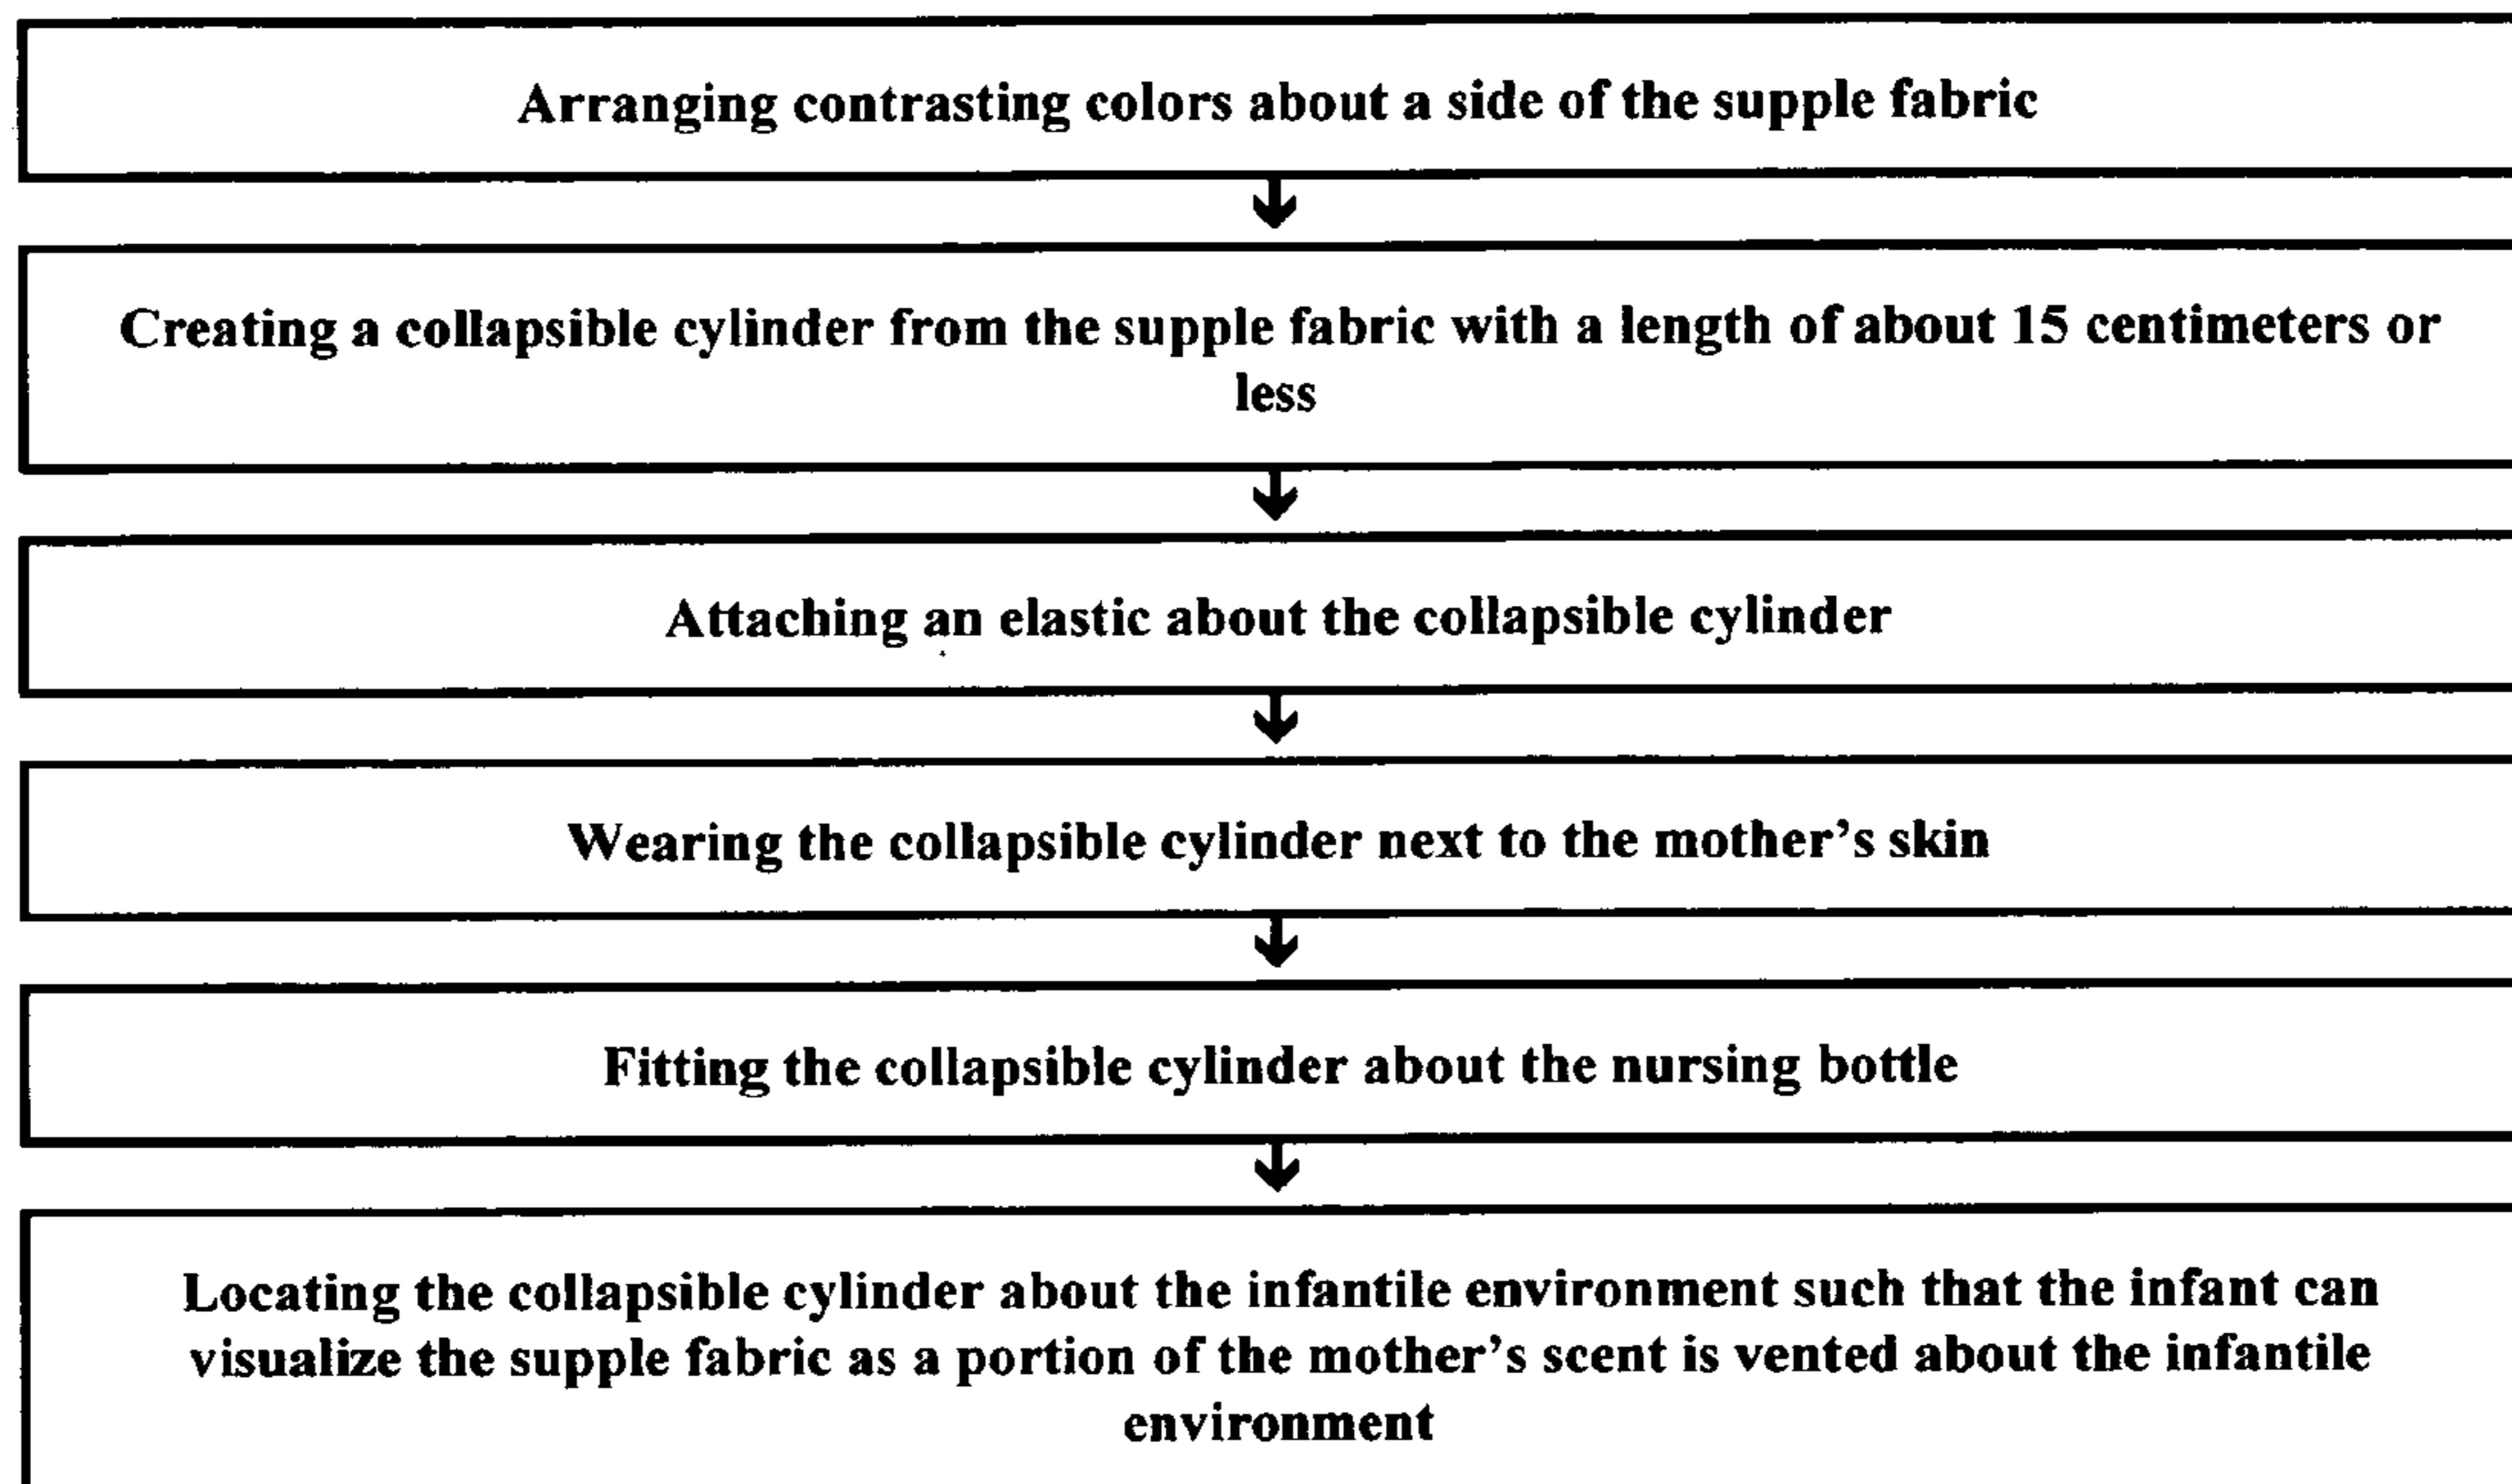 Arranging contrasting colors about a side of the supple fabric
Creating a collapsible cylinder from the supple fabric with a length of about 15 centimeters or
less
Attaching an elastic about the collapsible cylinder
Wearing the collapsible cylinder next to the mother's skin
Fitting the collapsible cylinder about the nursing bottle
Locating the collapsible cylinder about the infantile environment such that the infant can
visualize the supple fabric as a portion of the mother's scent is vented about the infantile
environment